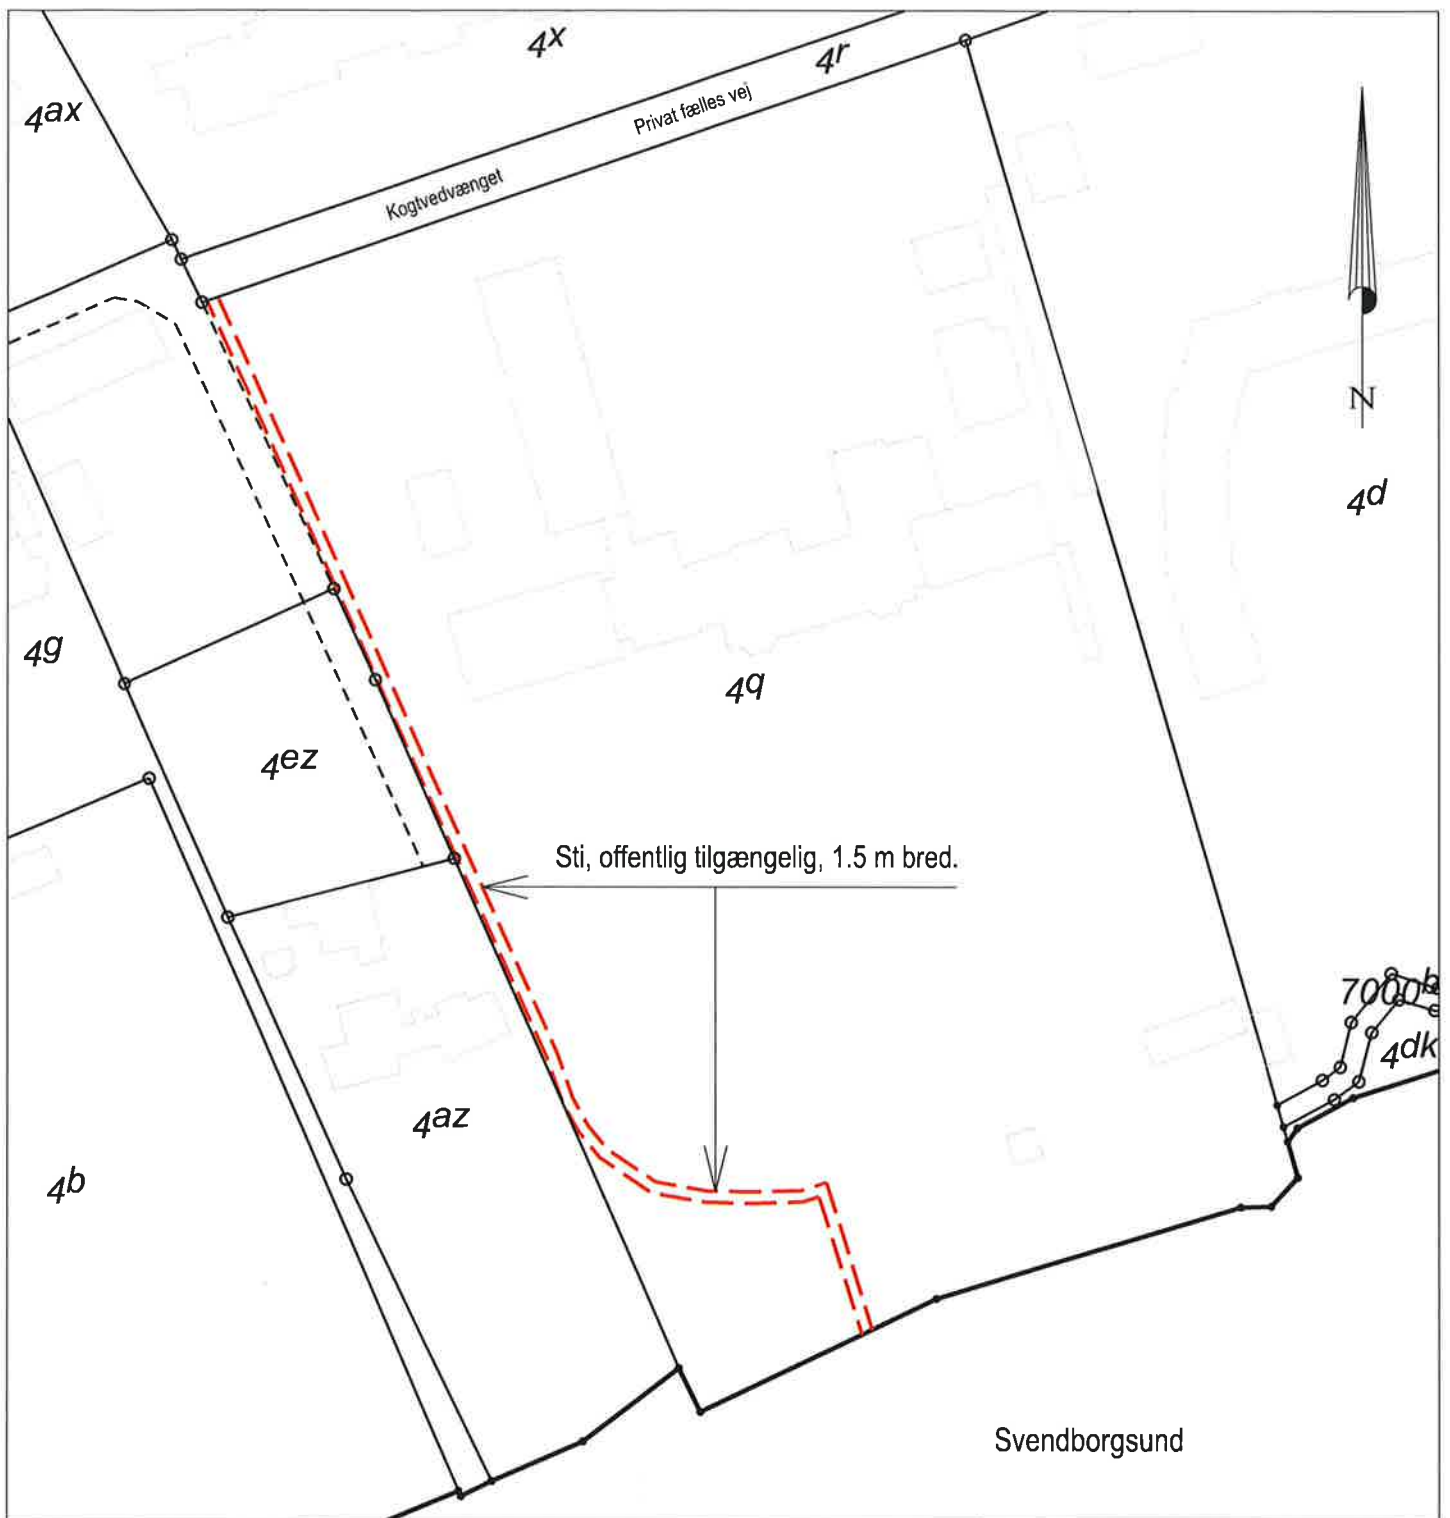 4x
4r
4ax
Privat fælles vej
Kogtvedvænget
N
4d
4g
4q
4ez
Sti, offentlig tilgængelig, 1.5 m bred.
7000b
4dk
4az
4b
Svendborgsund